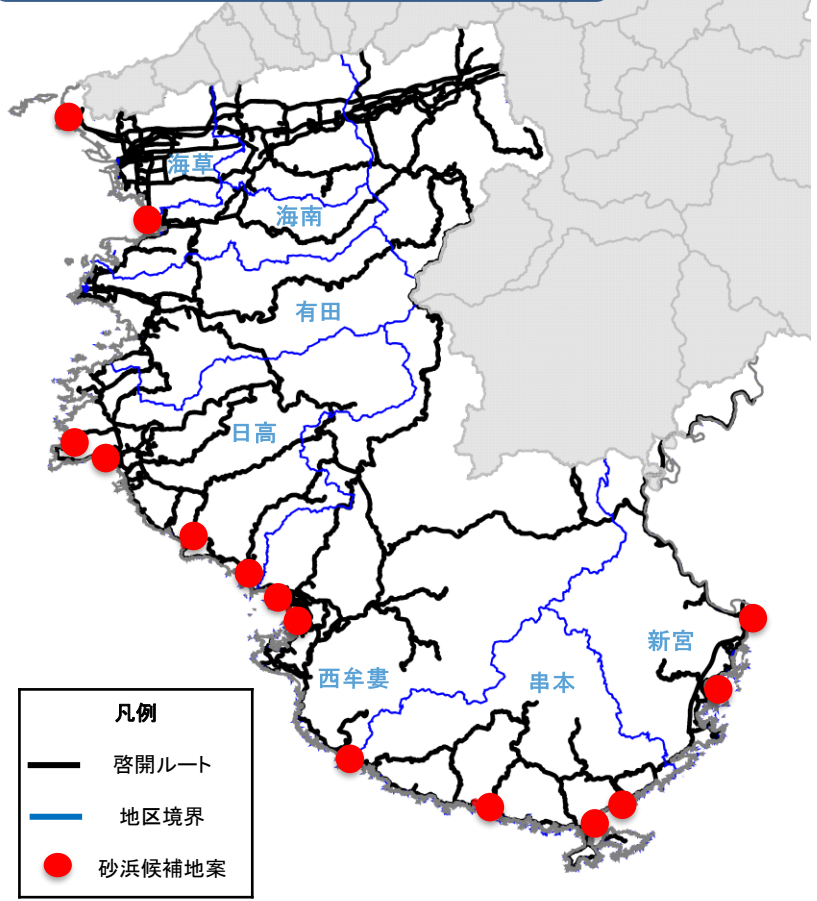 海草
海南
有田
日高
新宮
西牟婁
串本
凡例
啓開ルート
地区境界
砂浜候補地案